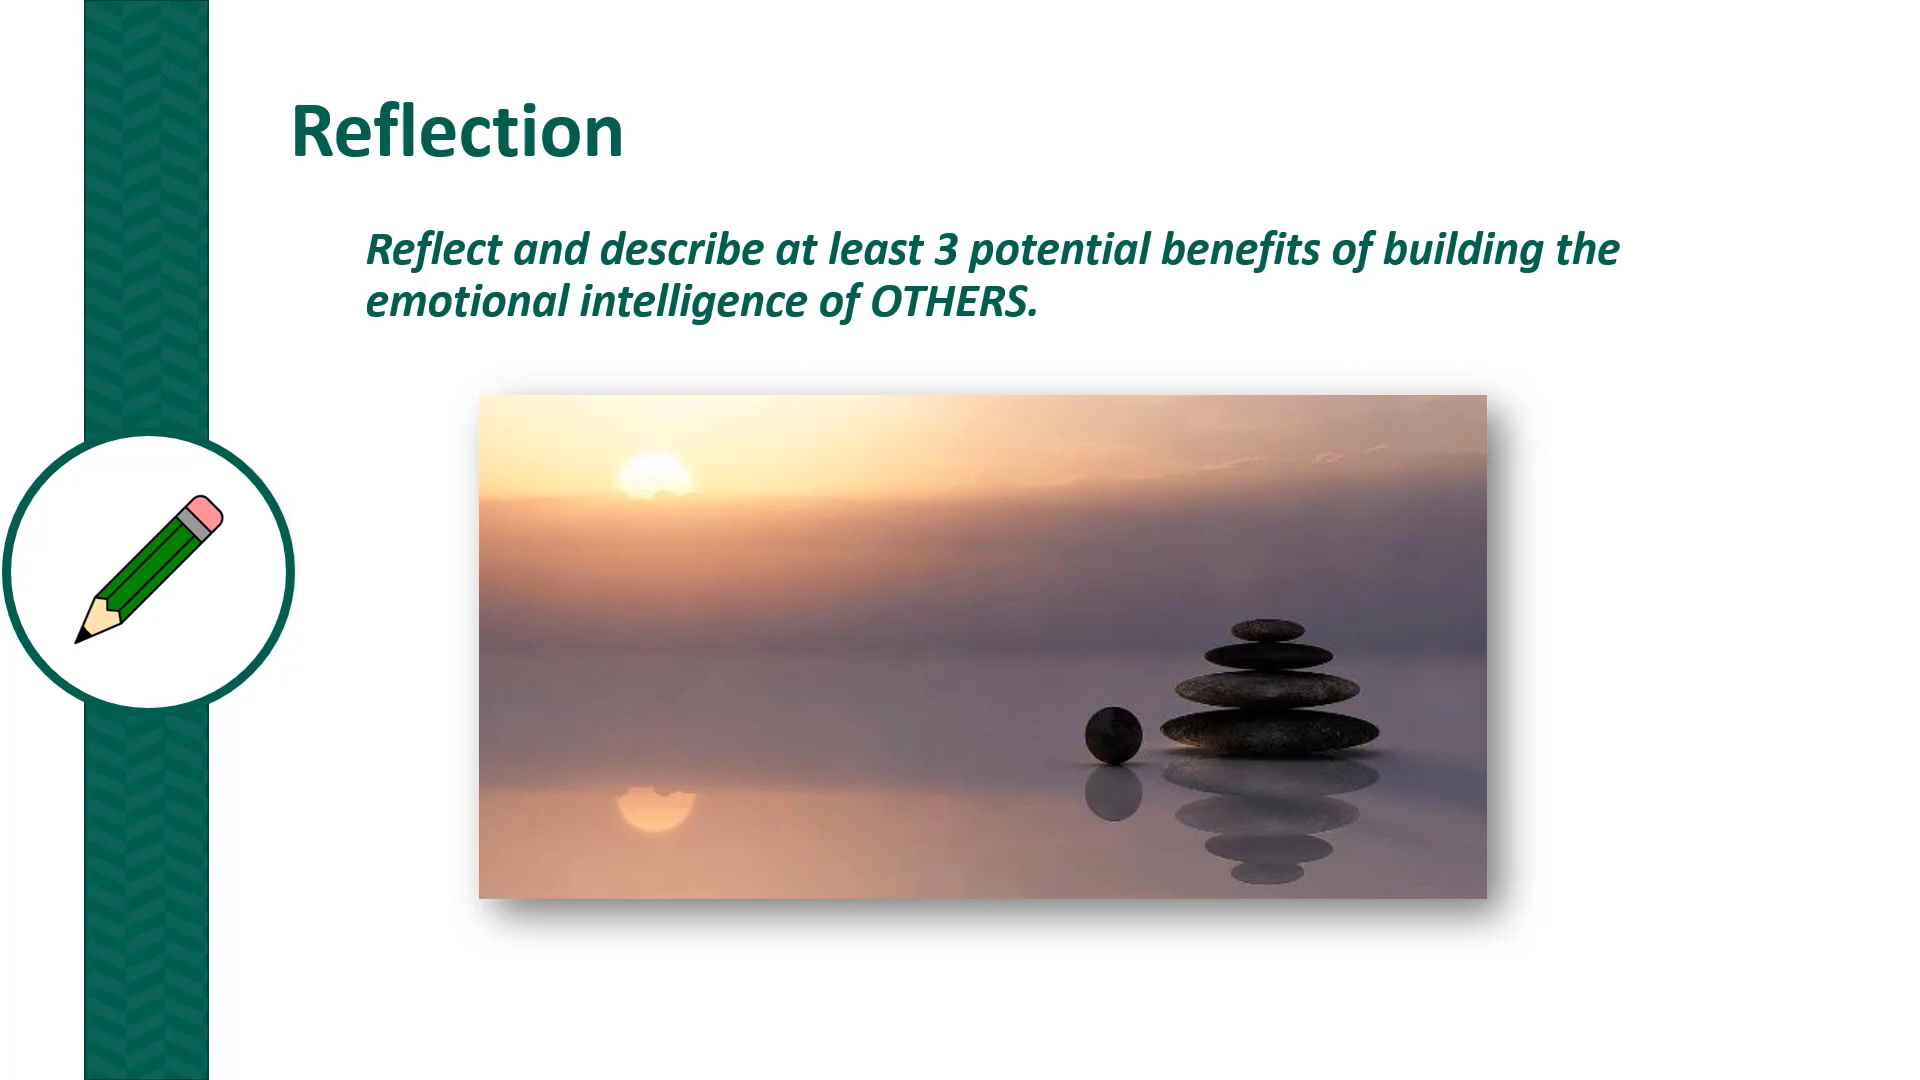 Reflection
Reflect and describe at least 3 potential benefits of building the
emotional intelligence of OTHERS.